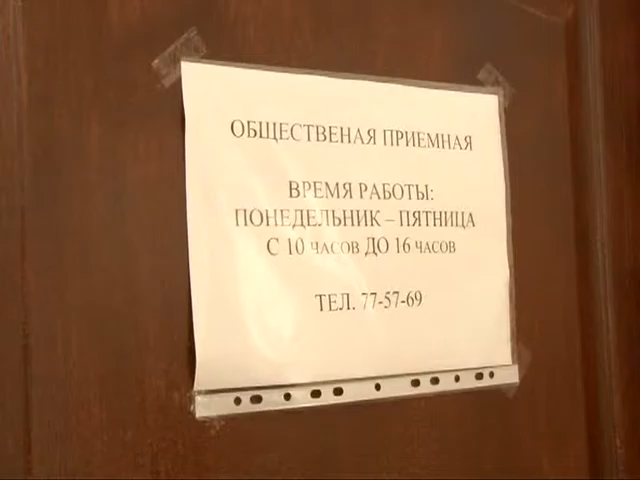 ОБЩЕСТВЕНАЯ ПРИЕМНАЯ
ВРЕМЯ РАБОТЫ:
ПОНЕДЕЛЬНИК – ПЯТНИЦА
С 10 ЧАСОВ ДО 16 ЧАСОВ
ТЕЛ. 77-57-69